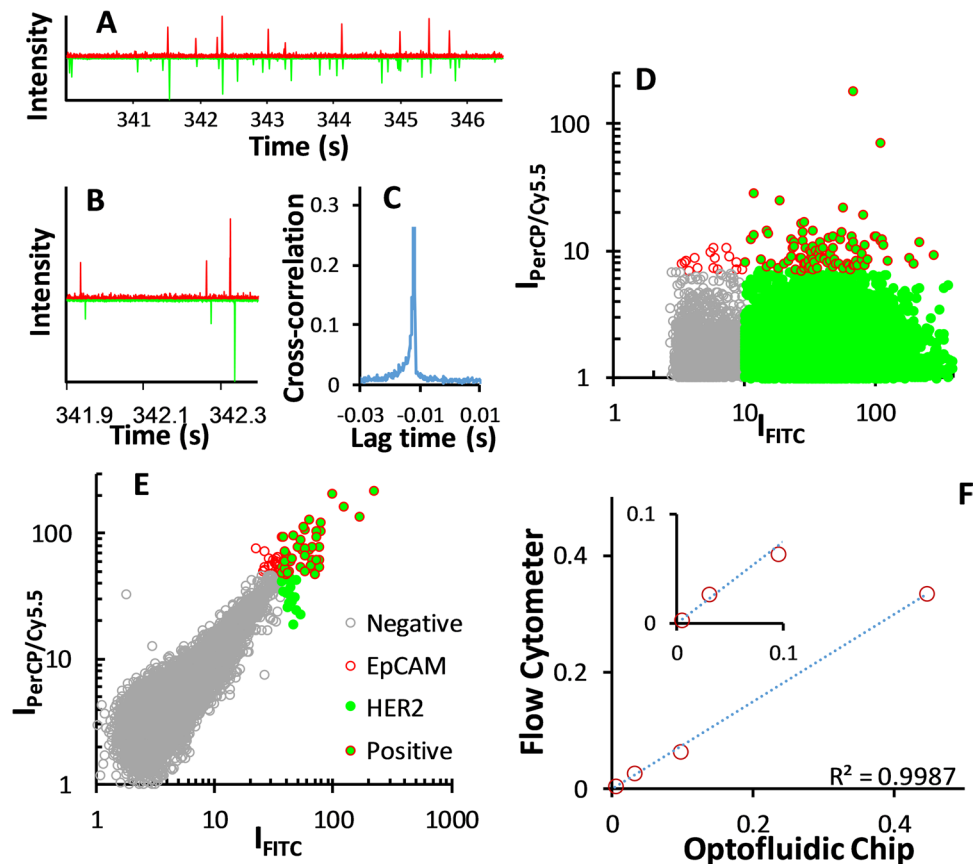 A
Intensity
341 342 343 344 345 346
Time (s)
B
Intensity
341.9 342.1 342.3
Time (s)
C
Cross-correlation
0.3
0.2
0.1
0
-0.03 -0.01 0.01
Lag time (s)
D
I_PerCP/Cy5.5
100
10
1
1 10 100
I_FITC
E
I_PerCP/Cy5.5
100
10
1
1 10 100 1000
I_FITC
Negative
EpCAM
HER2
Positive
F
Flow Cytometer
0.4
0.2
0
0.1
0
0 0.1
R² = 0.9987
0 0.2 0.4
Optofluidic Chip